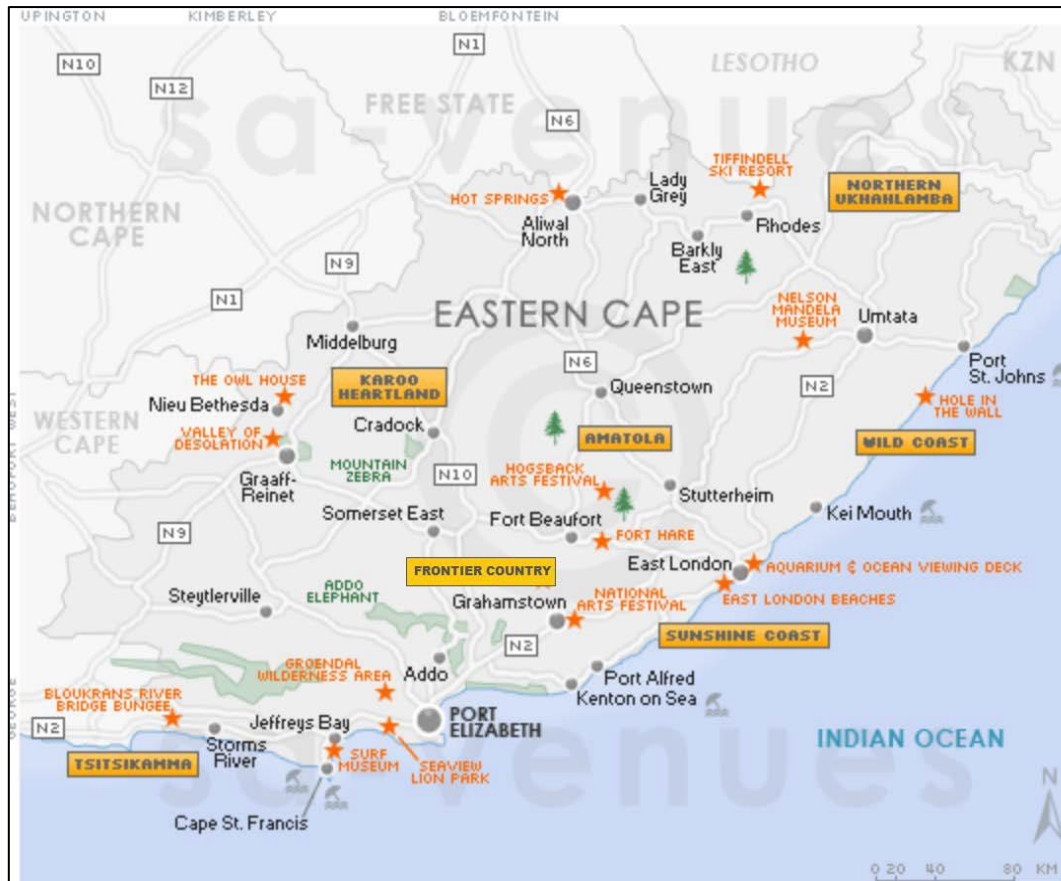 UPINGTON
KIMBERLEY
BLOEMFONTEIN
N1
LESOTHO
KZN
N10
N12
FREE STATE
sa-venues
N6
TIFFINDELL
SKI RESORT
NORTHERN
UKHAHLAMBA
HOT SPRINGS
Lady
Grey
Aliwal
North
Rhodes
Barkly
East
NORTHERN
CAPE
N9
N1
EASTERN CAPE
NELSON
MANDELA
MUSEUM
Umtata
Middelburg
N6
Port
St. Johns
THE OWL HOUSE
KAROO
HEARTLAND
N2
Queenstown
Nieu Bethesda
HOLE IN
THE WALL
WESTERN
CAPE
BEAUFORT WEST
VALLEY OF
DESOLATION
Cradock
AMATOLA
WILD COAST
©
MOUNTAIN
ZEBRA
Graaff-
Reinet
N10
HOGSBACK
ARTS FESTIVAL
Stutterheim
Kei Mouth
Somerset East
Fort Beaufort
N9
FORT HARE
FRONTIER COUNTRY
East London
AQUARIUM & OCEAN VIEWING DECK
ADDO
ELEPHANT
Steytlerville
Grahamstown
NATIONAL
ARTS FESTIVAL
EAST LONDON BEACHES
SUNSHINE COAST
N2
GROENDAL
WILDERNESS AREA
Addo
Port Alfred
Kenton on Sea
BLOUKRANS RIVER
BRIDGE BUNGEE
GEORGE
N2
Jeffreys Bay
PORT
ELIZABETH
Storms
River
INDIAN OCEAN
TSITSIKAMMA
SURF
MUSEUM
SEAVIEW
LION PARK
sa-venues
N
Cape St. Francis
0 20 40 80 KM